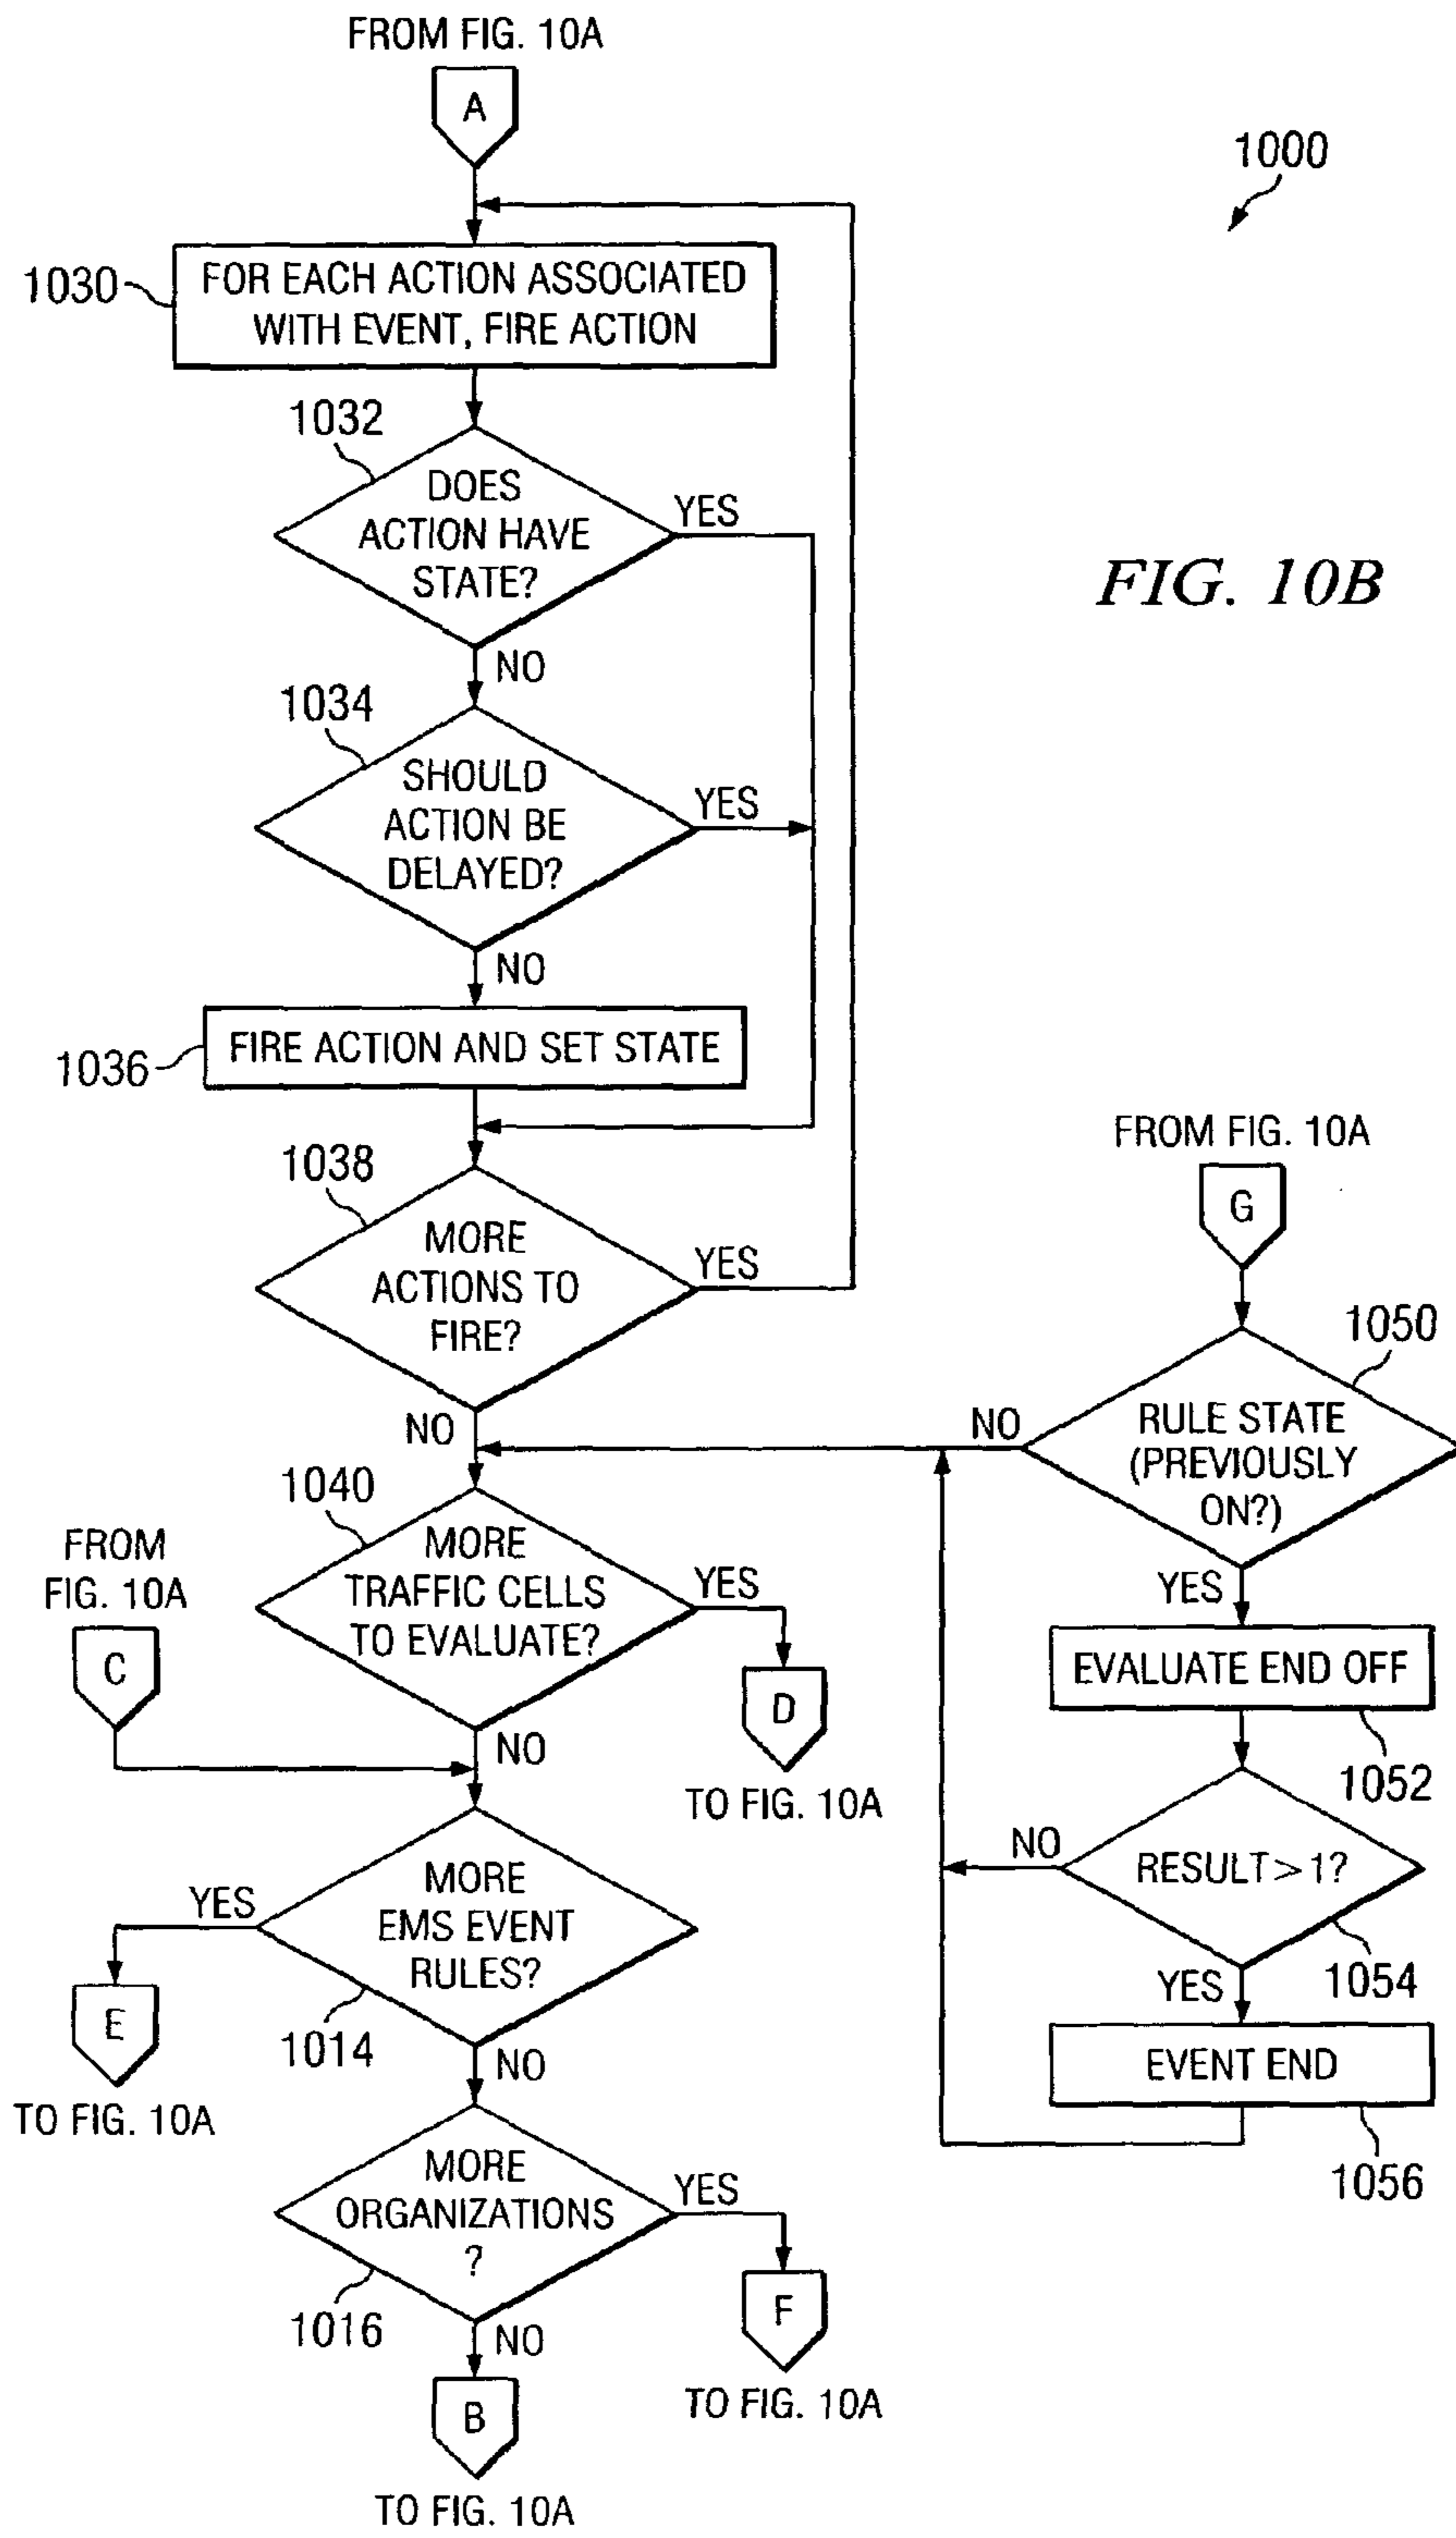 FROM FIG. 10A
A
1000
1030
FOR EACH ACTION ASSOCIATED
WITH EVENT, FIRE ACTION
1032
DOES
ACTION HAVE
STATE?
YES
FIG. 10B
NO
1034
SHOULD
ACTION BE
DELAYED?
YES
NO
1036
FIRE ACTION AND SET STATE
1038
MORE
ACTIONS TO
FIRE?
YES
NO
FROM FIG. 10A
G
1050
RULE STATE
(PREVIOUSLY
ON?)
NO
YES
1040
MORE
TRAFFIC CELLS
TO EVALUATE?
YES
D
TO FIG. 10A
NO
FROM
FIG. 10A
C
EVALUATE END OFF
1052
RESULT > 1?
NO
1054
YES
EVENT END
1056
MORE
EMS EVENT
RULES?
YES
1014
E
TO FIG. 10A
NO
MORE
ORGANIZATIONS
?
YES
1016
F
TO FIG. 10A
NO
B
TO FIG. 10A